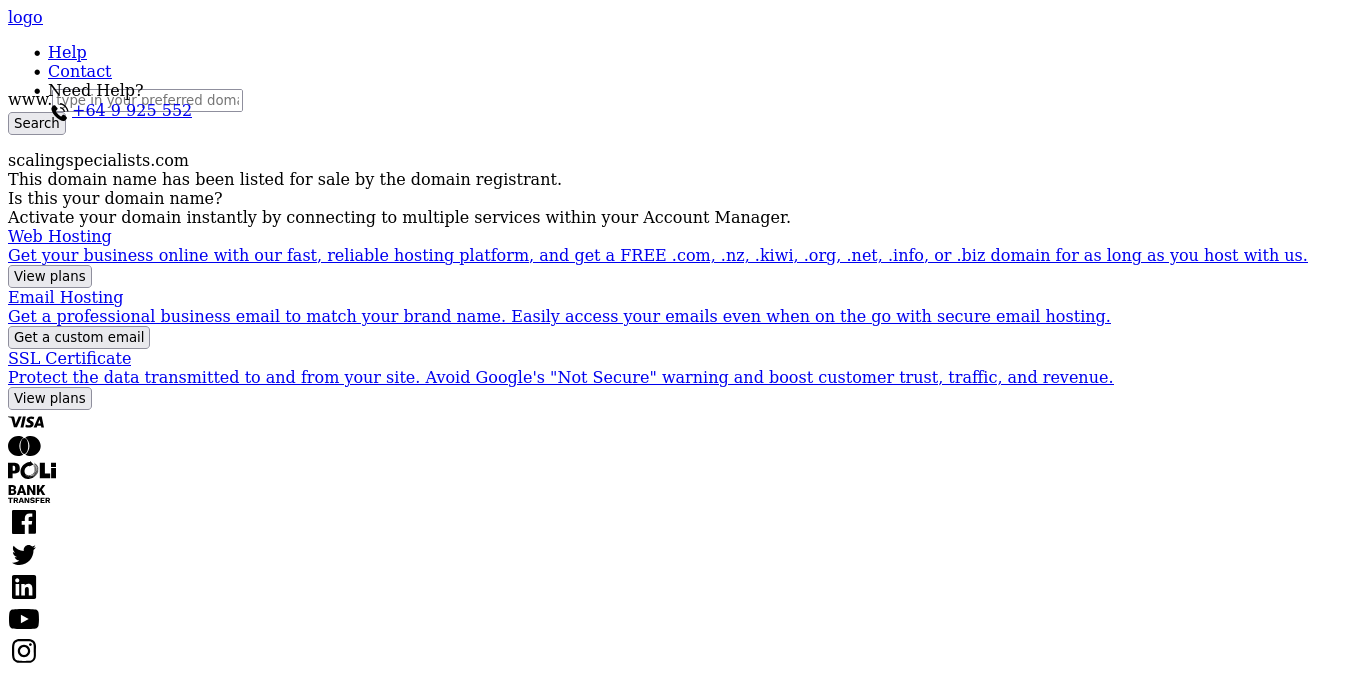 logo
Help
Contact
Need Help?
www. type in your preferred doma
+64 9 925 552
Search
scalingspecialists.com
This domain name has been listed for sale by the domain registrant.
Is this your domain name?
Activate your domain instantly by connecting to multiple services within your Account Manager.
Web Hosting
Get your business online with our fast, reliable hosting platform, and get a FREE .com, .nz, .kiwi, .org, .net, .info, or .biz domain for as long as you host with us.
View plans
Email Hosting
Get a professional business email to match your brand name. Easily access your emails even when on the go with secure email hosting.
Get a custom email
SSL Certificate
Protect the data transmitted to and from your site. Avoid Google's "Not Secure" warning and boost customer trust, traffic, and revenue.
View plans
VISA
POLi
BANK
TRANSFER